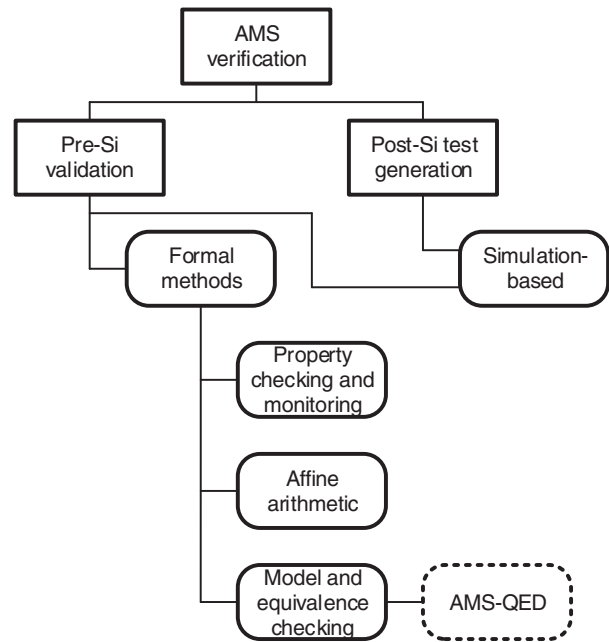 AMS
verification
Pre-Si
validation
Post-Si test
generation
Formal
methods
Simulation-
based
Property
checking and
monitoring
Affine
arithmetic
Model and
equivalence
checking
AMS-QED